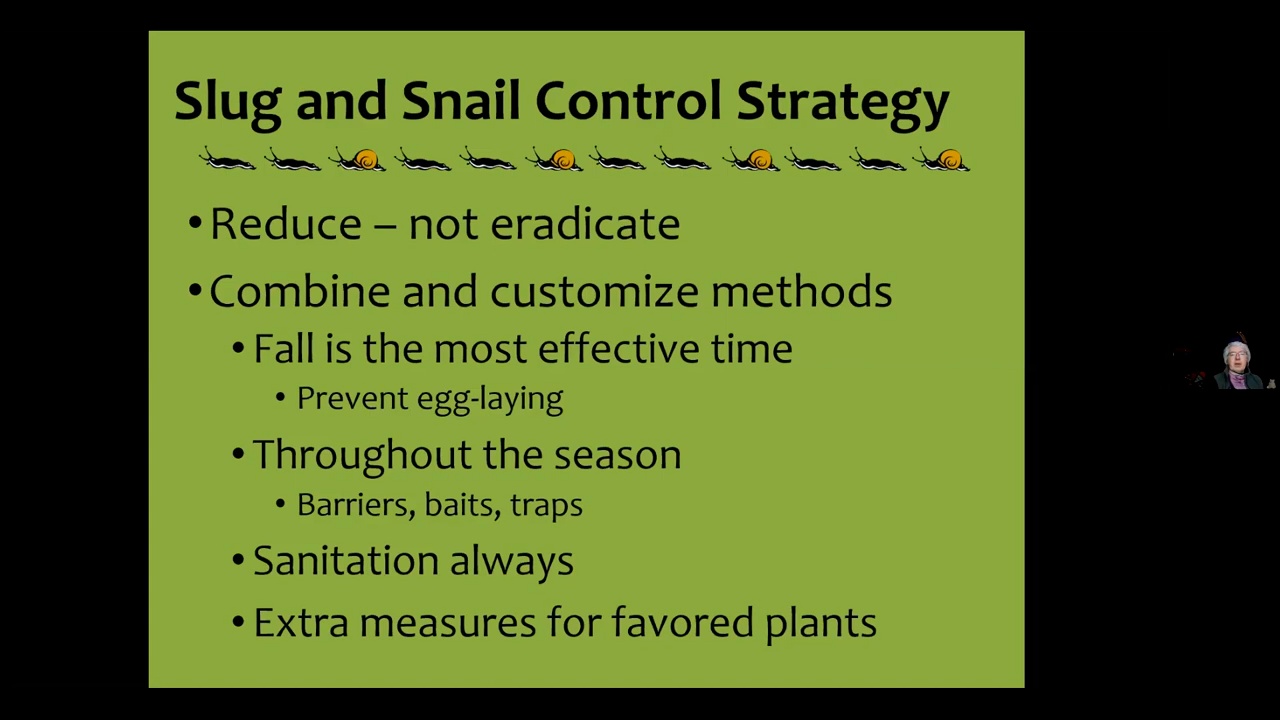 Slug and Snail Control Strategy
•Reduce – not eradicate
•Combine and customize methods
•Fall is the most effective time
•Prevent egg-laying
•Throughout the season
•Barriers, baits, traps
•Sanitation always
•Extra measures for favored plants